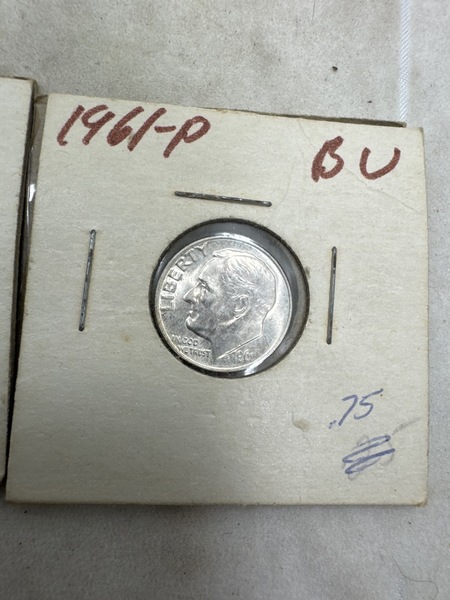 1961-P
BU
LIBERTY
IN GOD
WE TRUST
.75